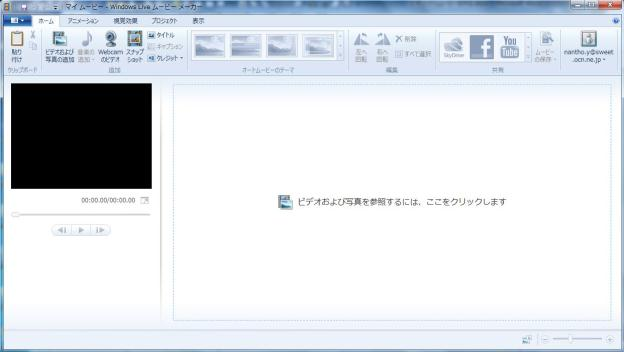 マイ ムービー - Windows Live ムービー メーカー
ホーム アニメーション 視覚効果 プロジェクト 表示
貼り付け
クリップボード
ビデオおよび写真の追加
音楽の追加
Webcamのビデオ
スナップショット
タイトル
キャプション
クレジット
追加
オートムービーのテーマ
左へ回転
右へ回転
削除
すべて選択
編集
SkyDrive
f
You Tube
共有
ムービーの保存
nantho.y@sweet.ocn.ne.jp
00:00.00/00:00.00
ビデオおよび写真を参照するには、ここをクリックします